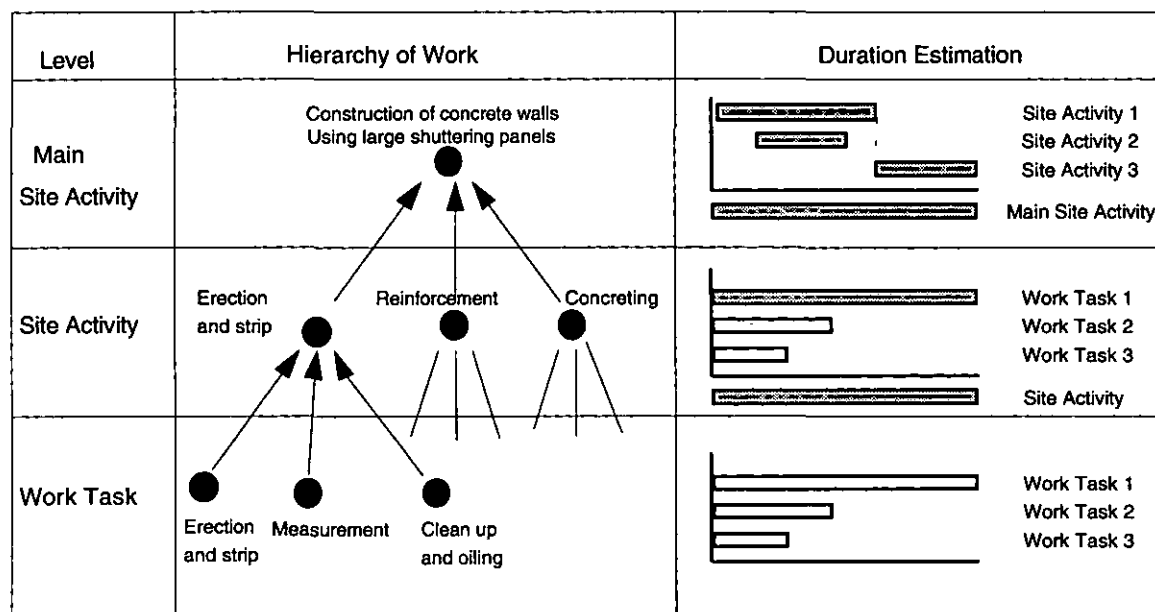 Level
Hierarchy of Work
Duration Estimation
Main
Site Activity
Construction of concrete walls
Using large shuttering panels
Site Activity 1
Site Activity 2
Site Activity 3
Main Site Activity
Site Activity
Erection
and strip
Reinforcement
Concreting
Work Task 1
Work Task 2
Work Task 3
Site Activity
Work Task
Erection
and strip
Measurement
Clean up
and oiling
Work Task 1
Work Task 2
Work Task 3